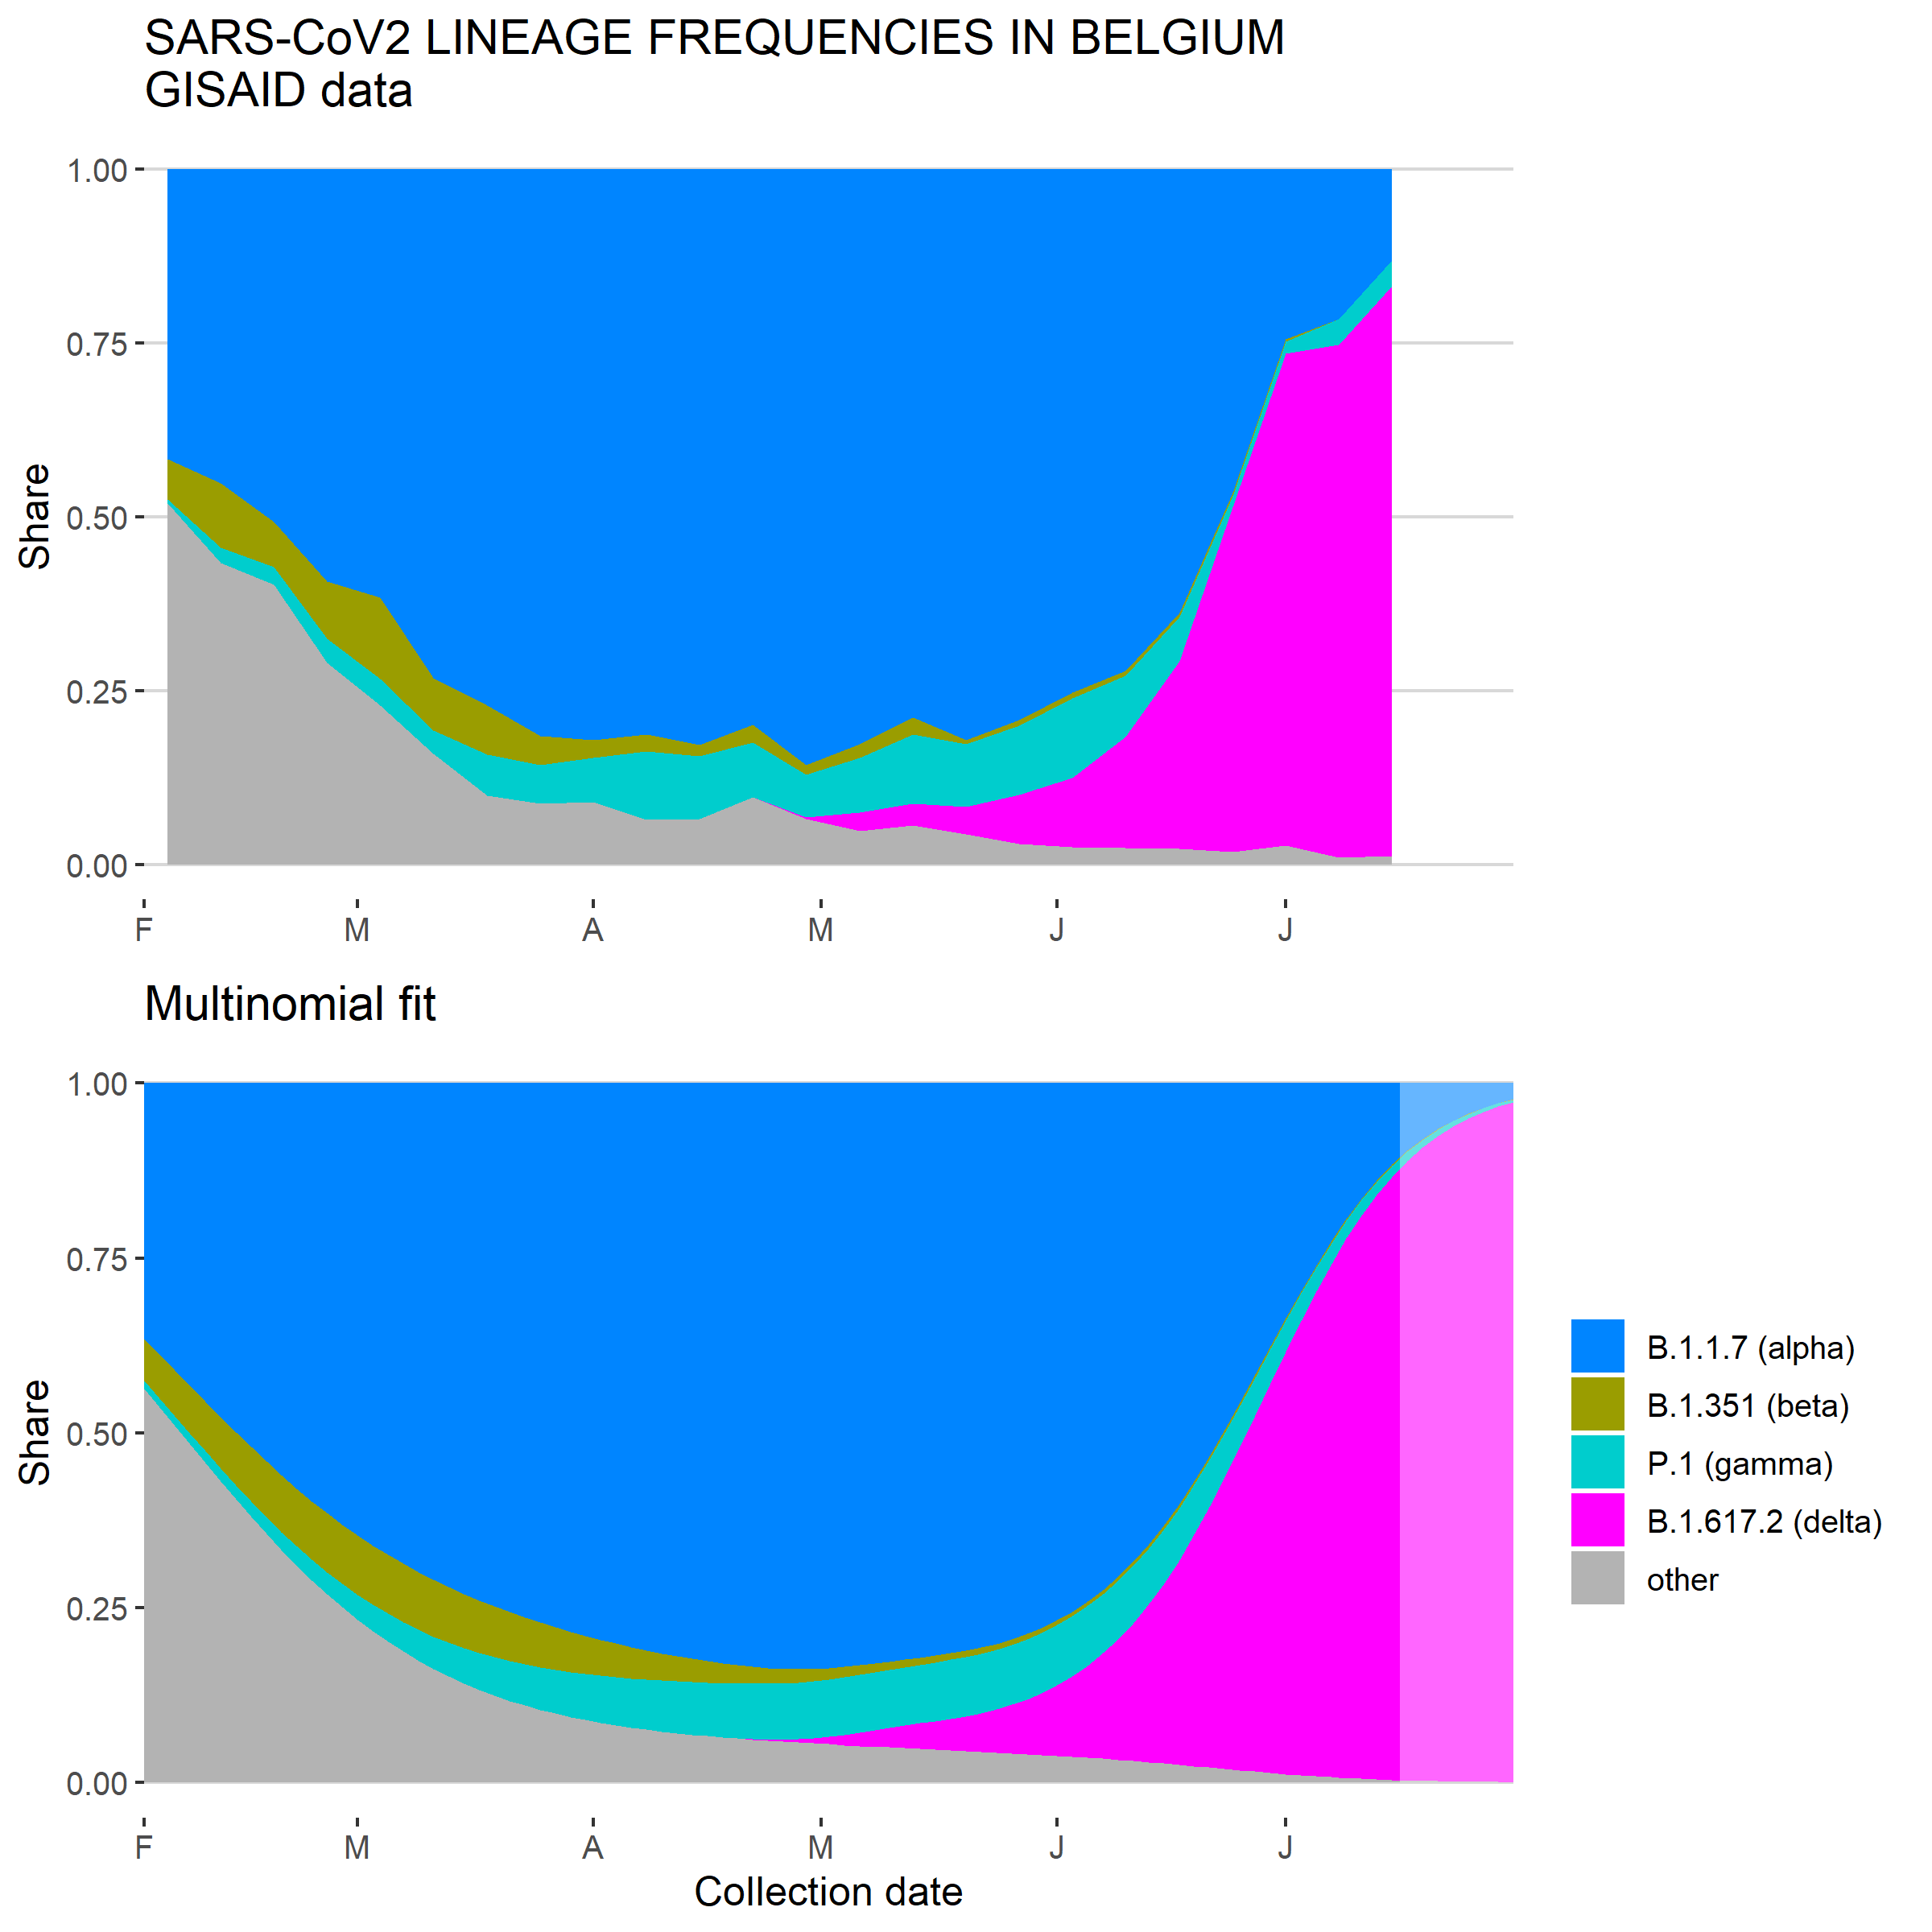 SARS-CoV2 LINEAGE FREQUENCIES IN BELGIUM
GISAID data
1.00
0.75
0.50
0.25
0.00
Share
F M A M J J
Multinomial fit
1.00
0.75
0.50
0.25
0.00
Share
F M A M J J
Collection date
B.1.1.7 (alpha)
B.1.351 (beta)
P.1 (gamma)
B.1.617.2 (delta)
other